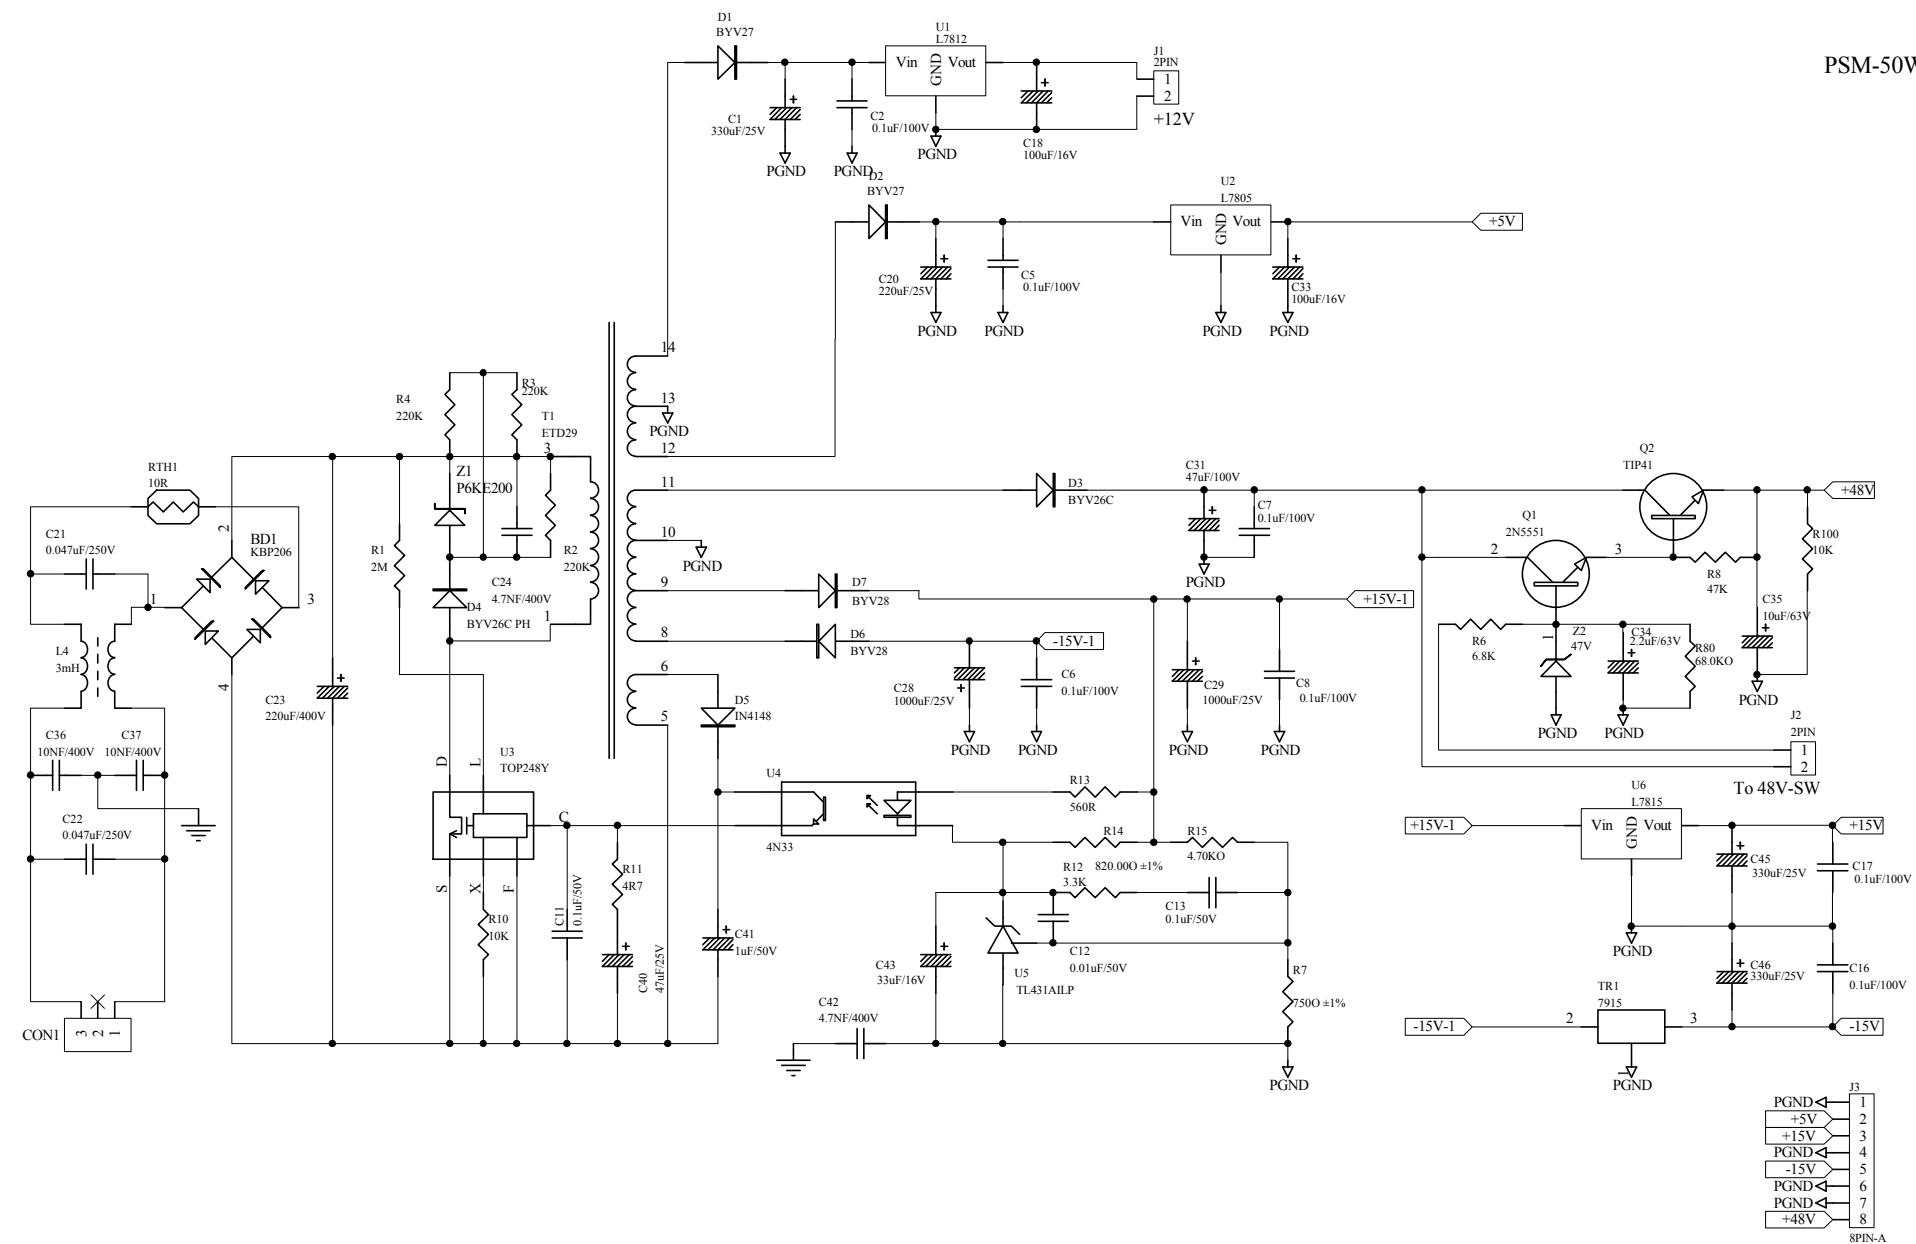 PSM-50W
D1
BYV27
U1
L7812
Vin
GND
Vout
J1
2PIN
1
2
+12V
C1
330uF/25V
C2
0.1uF/100V
C18
100uF/16V
PGND
PGND
PGND
D2
BYV27
U2
L7805
Vin
GND
Vout
+5V
C20
220uF/25V
C5
0.1uF/100V
C33
100uF/16V
PGND
PGND
PGND
PGND
14
13
PGND
12
11
10
PGND
9
8
6
5
R4
220K
R3
220K
T1
ETD29
3
Z1
P6KE200
R2
220K
C24
4.7NF/400V
D4
BYV26C PH
1
RTH1
10R
C21
0.047uF/250V
BD1
KBP206
2
1
3
4
R1
2M
L4
3mH
C23
220uF/400V
C36
10NF/400V
C37
10NF/400V
C22
0.047uF/250V
CON1
3
2
1
U3
TOP248Y
D
L
C
S
X
F
R10
10K
C11
0.1uF/50V
R11
4R7
C40
47uF/25V
D5
IN4148
C41
1uF/50V
U4
4N33
D3
BYV26C
C31
47uF/100V
C7
0.1uF/100V
PGND
D7
BYV28
+15V-1
D6
BYV28
-15V-1
C28
1000uF/25V
C6
0.1uF/100V
C29
1000uF/25V
C8
0.1uF/100V
PGND
PGND
PGND
PGND
R13
560R
R14
820.00O ±1%
R15
4.70KO
R12
3.3K
C13
0.1uF/50V
C12
0.01uF/50V
U5
TL431AILP
C43
33uF/16V
R7
750O ±1%
C42
4.7NF/400V
PGND
Q2
TIP41
+48V
Q1
2N5551
2
3
1
R8
47K
R100
10K
C35
10uF/63V
R6
6.8K
Z2
47V
C34
2.2uF/63V
R80
68.0KO
PGND
PGND
PGND
J2
2PIN
1
2
To 48V-SW
U6
L7815
+15V-1
Vin
GND
Vout
+15V
C45
330uF/25V
C17
0.1uF/100V
PGND
C46
330uF/25V
C16
0.1uF/100V
TR1
7915
-15V-1
2
3
-15V
1
PGND
J3
PGND
1
+5V
2
+15V
3
PGND
4
-15V
5
PGND
6
PGND
7
+48V
8
8PIN-A